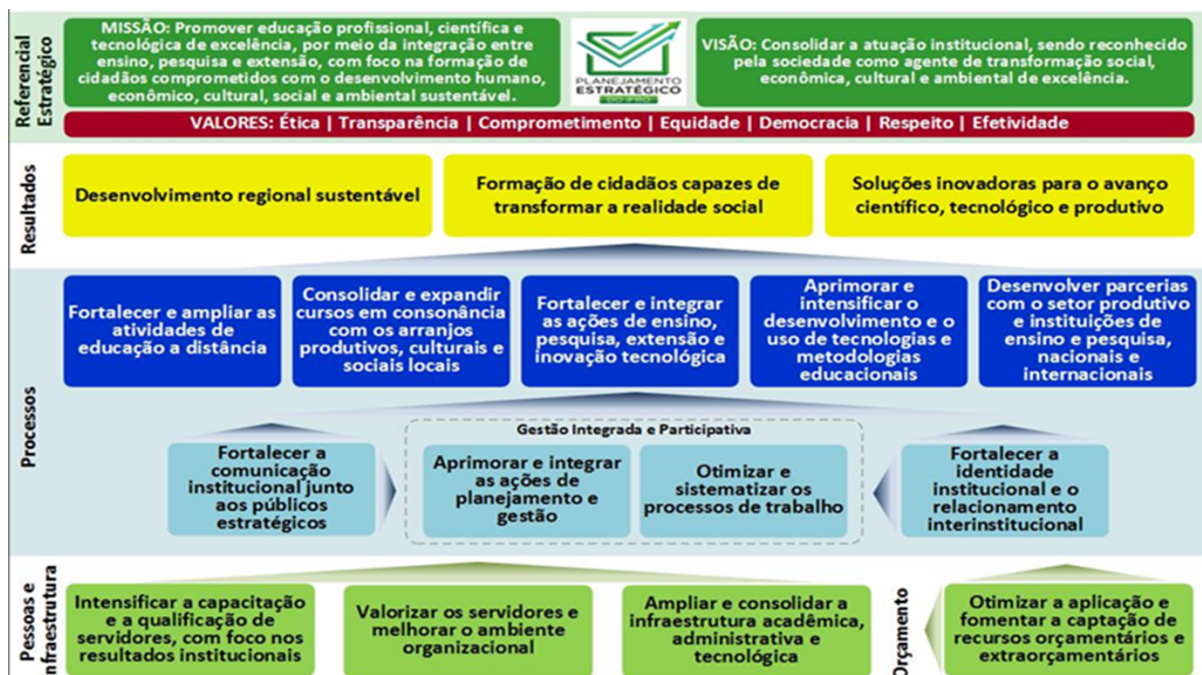 Referencial
Estratégico
MISSÃO: Promover educação profissional, científica e
tecnológica de excelência, por meio da integração entre
ensino, pesquisa e extensão, com foco na formação de
cidadãos comprometidos com o desenvolvimento humano,
econômico, cultural, social e ambiental sustentável.
PLANEJAMENTO
ESTRATÉGICO
DO IFRO
VISÃO: Consolidar a atuação institucional, sendo reconhecido
pela sociedade como agente de transformação social,
econômica, cultural e ambiental de excelência.
VALORES: Ética | Transparência | Comprometimento | Equidade | Democracia | Respeito | Efetividade
Resultados
Desenvolvimento regional sustentável
Formação de cidadãos capazes de
transformar a realidade social
Soluções inovadoras para o avanço
científico, tecnológico e produtivo
Processos
Fortalecer e ampliar as
atividades de
educação a distância
Consolidar e expandir
cursos em consonância
com os arranjos
produtivos, culturais e
sociais locais
Fortalecer e integrar
as ações de ensino,
pesquisa, extensão e
inovação tecnológica
Aprimorar e
intensificar o
desenvolvimento e o
uso de tecnologias e
metodologias
educacionais
Desenvolver parcerias
com o setor produtivo
e instituições de
ensino e pesquisa,
nacionais e
internacionais
Fortalecer a
comunicação
institucional junto
aos públicos
estratégicos
Gestão Integrada e Participativa
Aprimorar e integrar
as ações de
planejamento e
gestão
Otimizar e
sistematizar os
processos de trabalho
Fortalecer a
identidade
institucional e o
relacionamento
interinstitucional
Pessoas e
nfraestrutura
Intensificar a capacitação
e a qualificação de
servidores, com foco nos
resultados institucionais
Valorizar os servidores e
melhorar o ambiente
organizacional
Ampliar e consolidar a
infraestrutura acadêmica,
administrativa e
tecnológica
Orçamento
Otimizar a aplicação e
fomentar a captação de
recursos orçamentários e
extraorçamentários